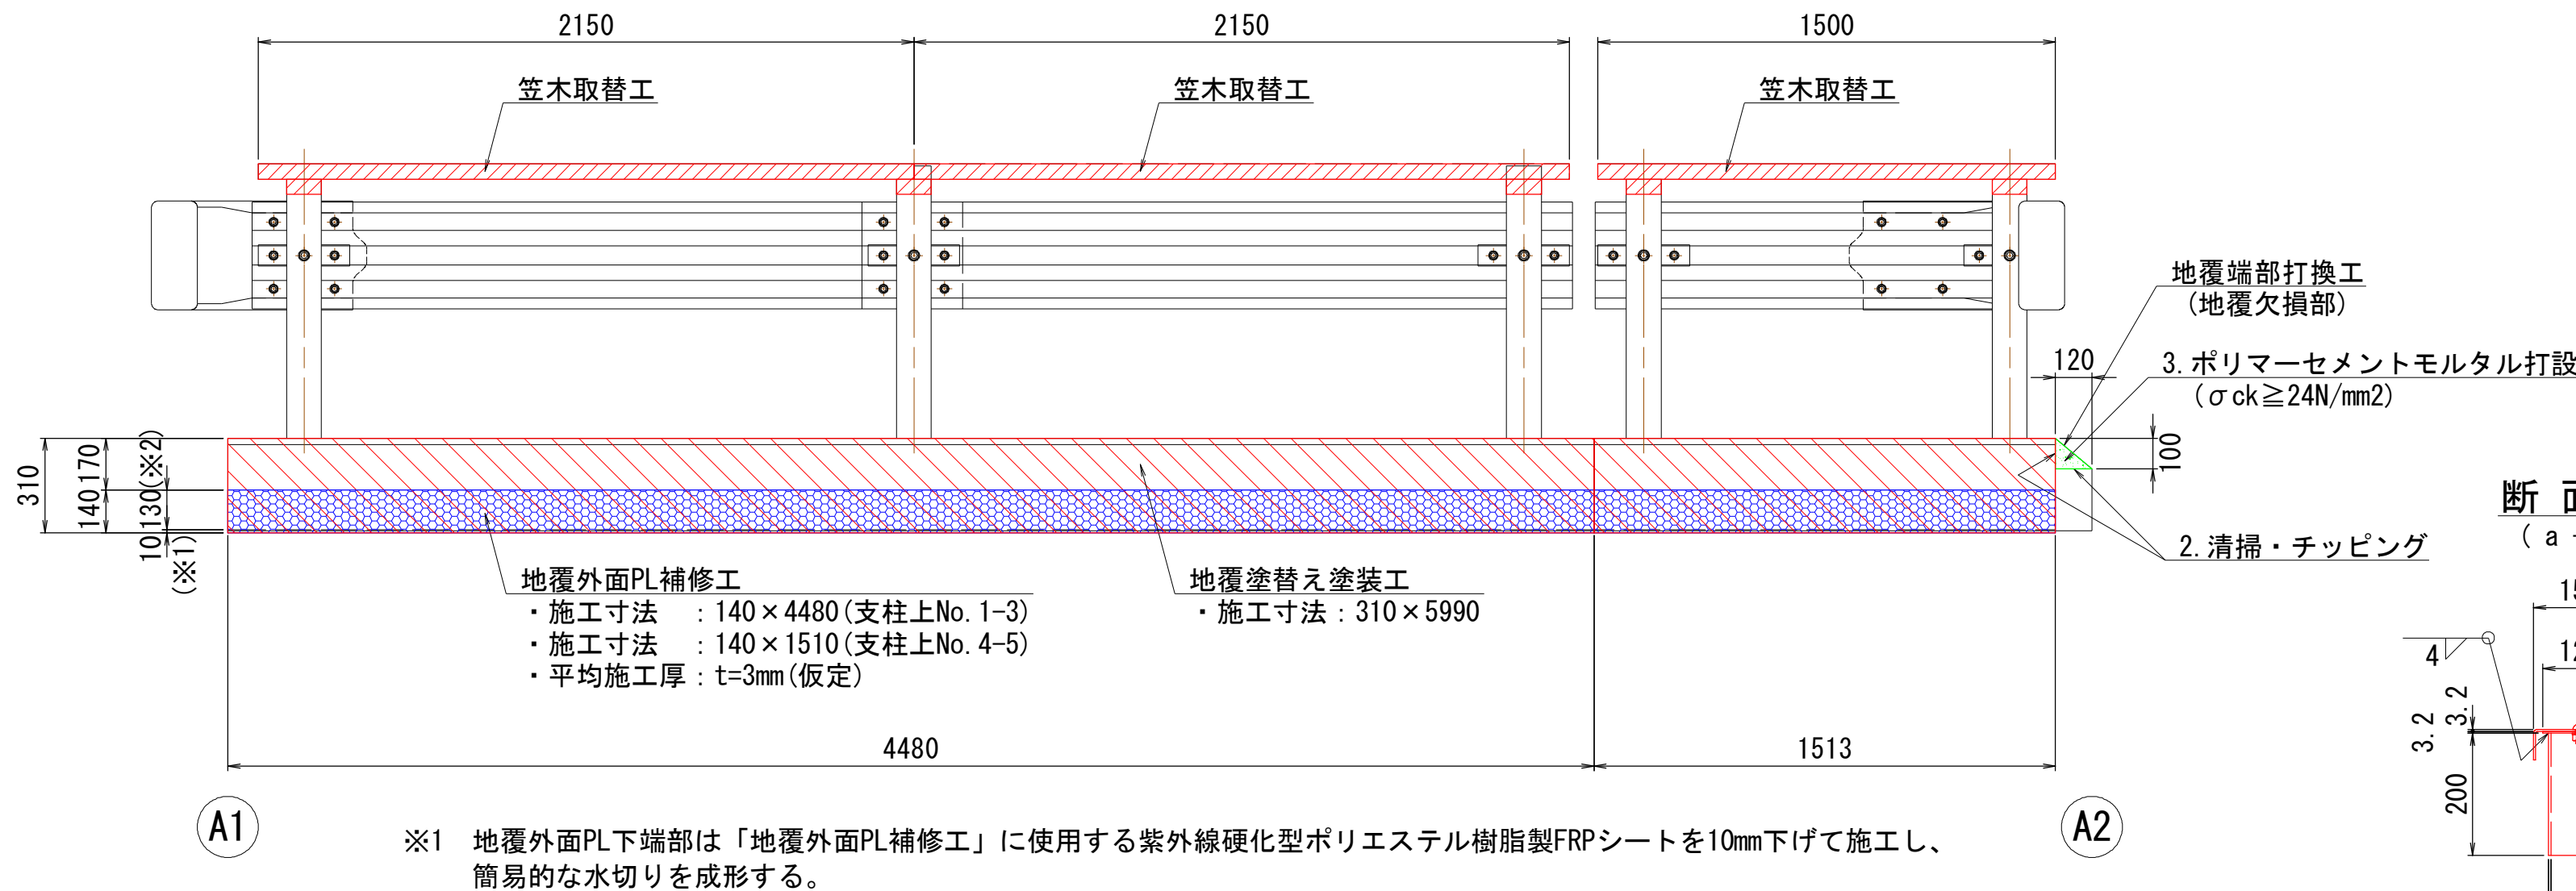 2150
2150
1500
笠木取替工
笠木取替工
笠木取替工
地覆端部打換工
(地覆欠損部)
120
3.ポリマーセメントモルタル打設
(σck≧24N/mm2)
100
310
170
140
130(※2)
10
(※1)
2.清掃・チッピング
断 面
( a -
地覆外面PL補修工
・施工寸法 :140×4480(支柱上No.1-3)
・施工寸法 :140×1510(支柱上No.4-5)
・平均施工厚:t=3mm(仮定)
地覆塗替え塗装工
・施工寸法:310×5990
4
3.2
3.2
200
4480
1513
A1
A2
※1 地覆外面PL下端部は「地覆外面PL補修工」に使用する紫外線硬化型ポリエステル樹脂製FRPシートを10mm下げて施工し、
簡易的な水切りを成形する。